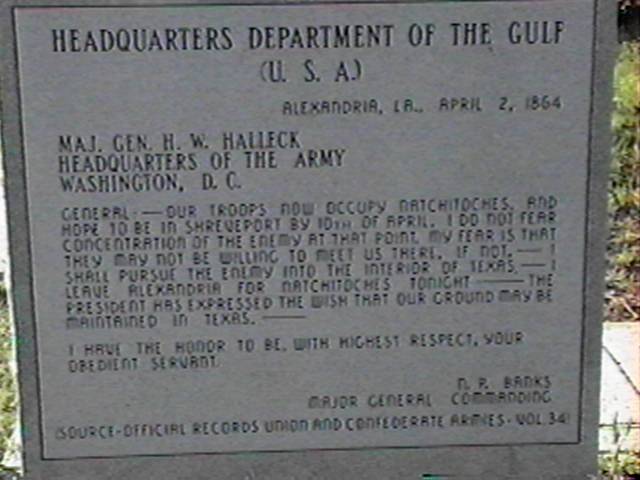 HEADQUARTERS DEPARTMENT OF THE GULF
(U. S. A.)
ALEXANDRIA, LA., APRIL 2, 1864
MAJ. GEN. H. W. HALLECK
HEADQUARTERS OF THE ARMY
WASHINGTON, D. C.
GENERAL:—OUR TROOPS NOW OCCUPY NATCHITOCHES, AND
HOPE TO BE IN SHREVEPORT BY 10TH OF APRIL. I DO NOT FEAR
CONCENTRATION OF THE ENEMY AT THAT POINT. MY FEAR IS THAT
THEY MAY NOT BE WILLING TO MEET US THERE. IF NOT,— I
SHALL PURSUE THE ENEMY INTO THE INTERIOR OF TEXAS.— I
LEAVE ALEXANDRIA FOR NATCHITOCHES TONIGHT —— THE
PRESIDENT HAS EXPRESSED THE WISH THAT OUR GROUND MAY BE
MAINTAINED IN TEXAS. ——
I HAVE THE HONOR TO BE, WITH HIGHEST RESPECT, YOUR
OBEDIENT SERVANT.
N. P. BANKS
MAJOR GENERAL COMMANDING
(SOURCE-OFFICIAL RECORDS UNION AND CONFEDERATE ARMIES - VOL. 34)